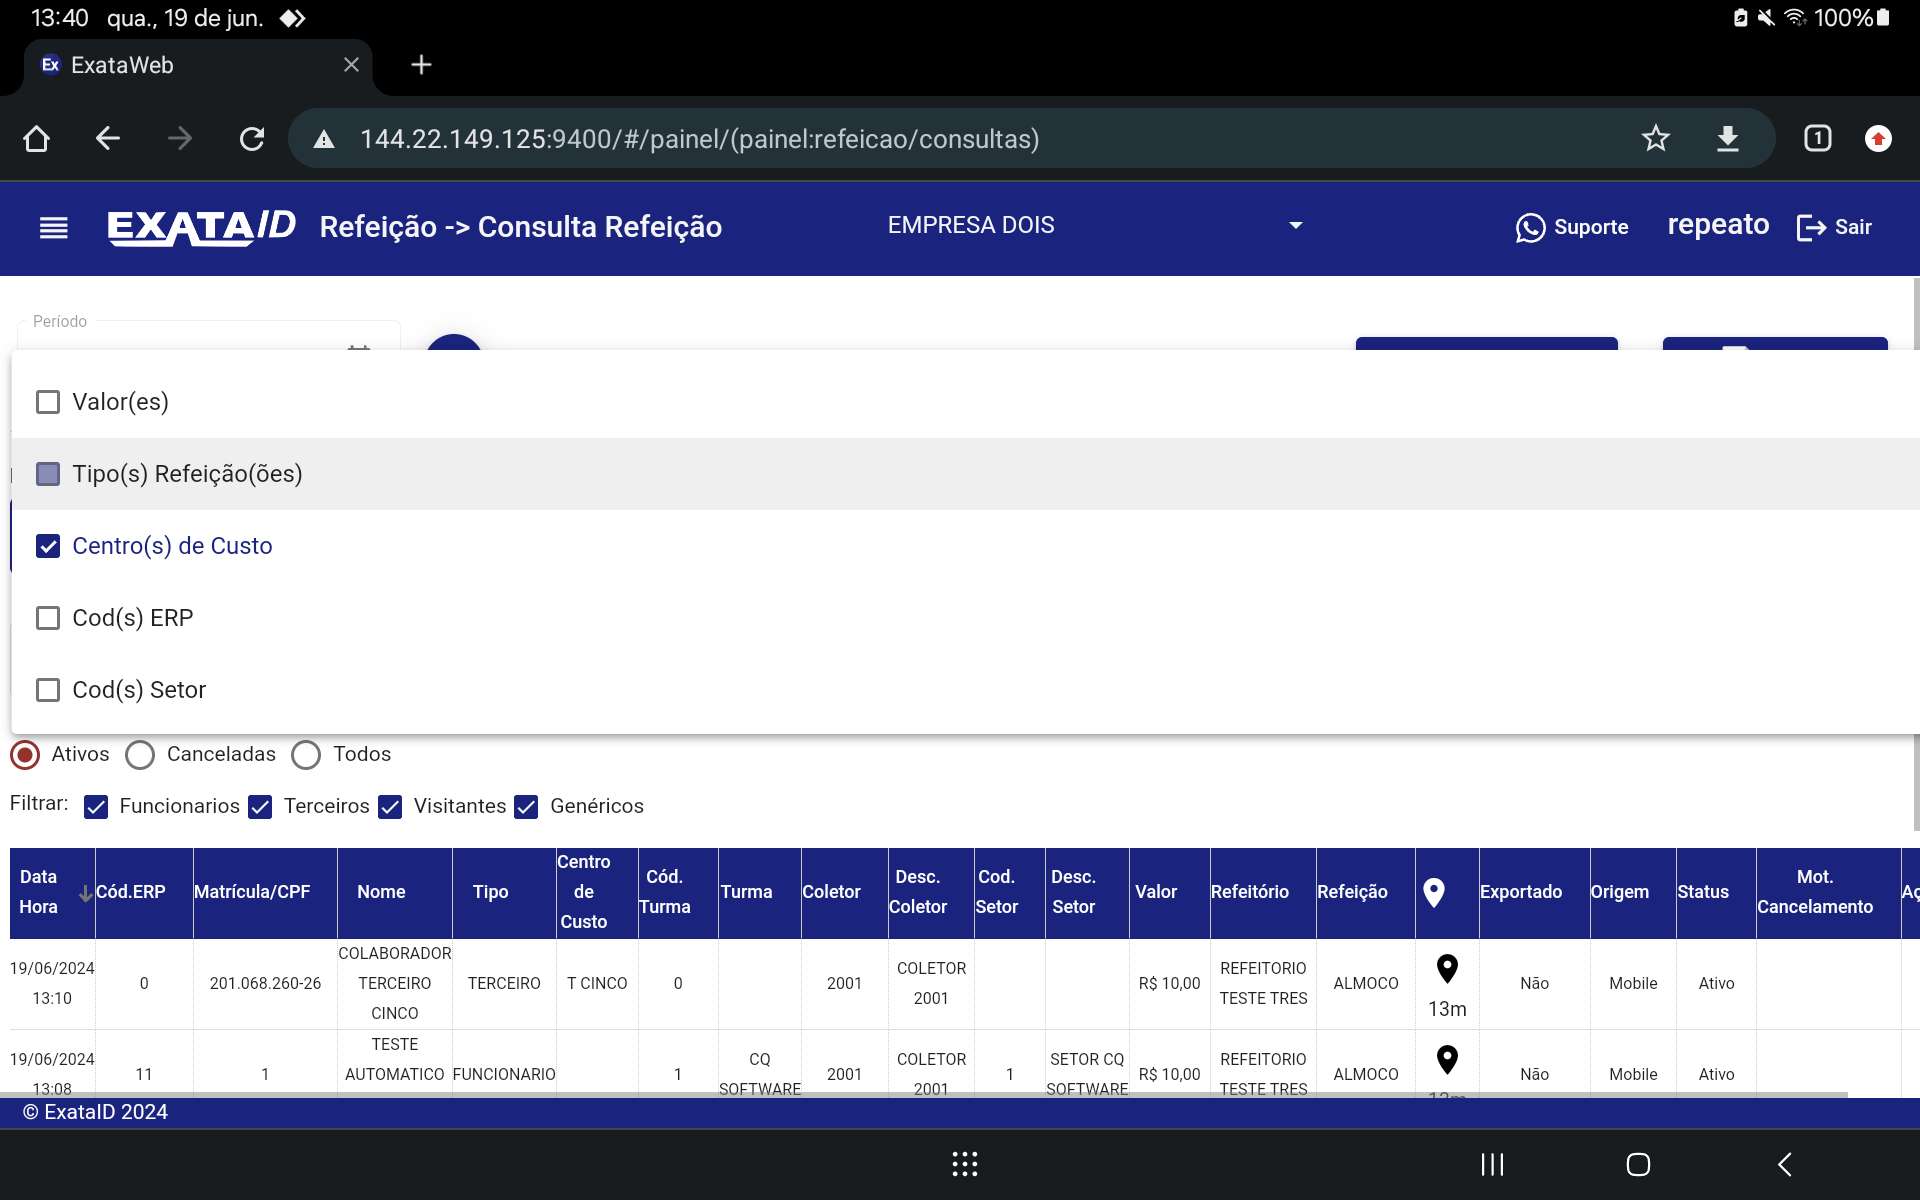 13:40 qua., 19 de jun. 100%
Ex ExataWeb
144.22.149.125:9400/#/painel/(painel:refeicao/consultas) 1
EXATAID Refeição -> Consulta Refeição EMPRESA DOIS Suporte repeato Sair
Período
Valor(es)
Tipo(s) Refeição(ões)
Centro(s) de Custo
Cod(s) ERP
Cod(s) Setor
Ativos Canceladas Todos
Filtrar: Funcionarios Terceiros Visitantes Genéricos
Data Hora Cód.ERP Matrícula/CPF Nome Tipo Centro de Custo Cód. Turma Turma Coletor Desc. Coletor Cod. Setor Desc. Setor Valor Refeitório Refeição Exportado Origem Status Mot. Cancelamento Aç
19/06/2024 13:10 0 201.068.260-26 COLABORADOR TERCEIRO CINCO TERCEIRO T CINCO 0 2001 COLETOR 2001 R$ 10,00 REFEITORIO TESTE TRES ALMOCO 13m Não Mobile Ativo
19/06/2024 13:08 11 1 TESTE AUTOMATICO FUNCIONARIO 1 CQ SOFTWARE 2001 COLETOR 2001 1 SETOR CQ SOFTWARE R$ 10,00 REFEITORIO TESTE TRES ALMOCO Não Mobile Ativo
© ExataID 2024